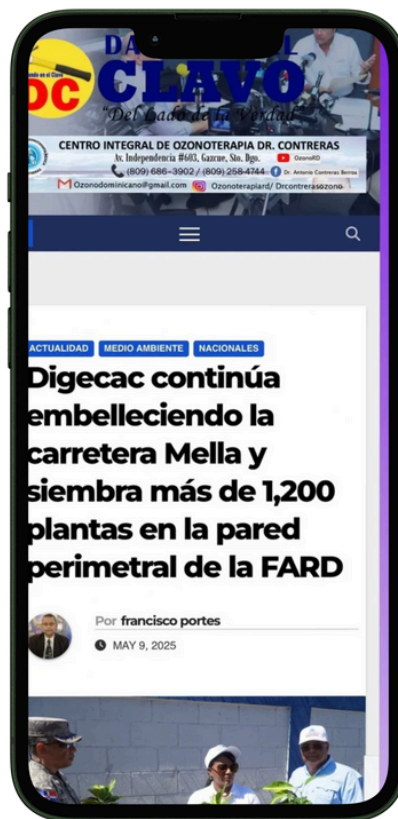 DA
CLAVO
"Del Lado de la Verdad"
DC
CENTRO INTEGRAL DE OZONOTERAPIA DR. CONTRERAS
Av. Independencia #603, Gazcue, Sto. Dgo.
OzonoRD
(809) 686-3902 / (809) 258-4744
Dr. Antonio Contreras Berroa
Ozonodominicano@gmail.com
Ozonoterapiard/ Drcontrerasozono
ACTUALIDAD MEDIO AMBIENTE NACIONALES
Digecac continúa
embelleciendo la
carretera Mella y
siembra más de 1,200
plantas en la pared
perimetral de la FARD
Por francisco portes
MAY 9, 2025